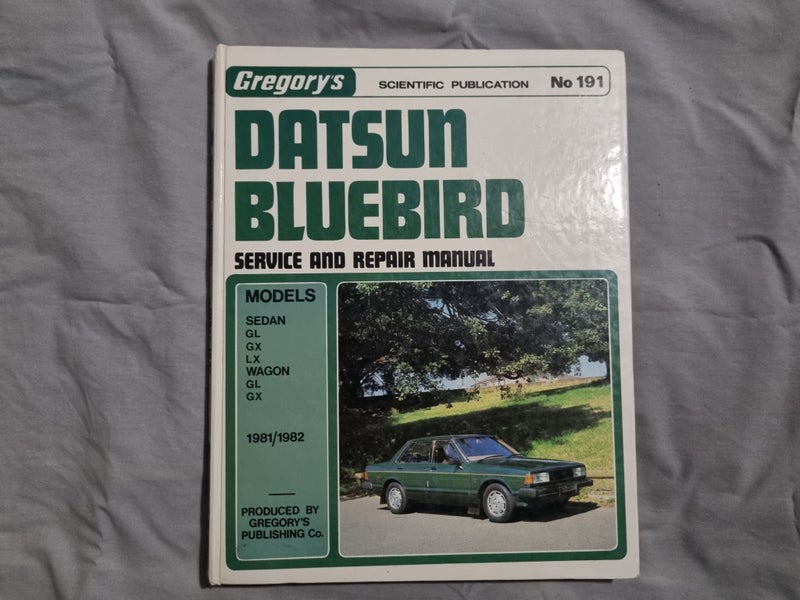 Gregory's SCIENTIFIC PUBLICATION No 191
DATSUN
BLUEBIRD
SERVICE AND REPAIR MANUAL
MODELS
SEDAN
GL
GX
LX
WAGON
GL
GX
1981/1982
PRODUCED BY
GREGORY'S
PUBLISHING Co.